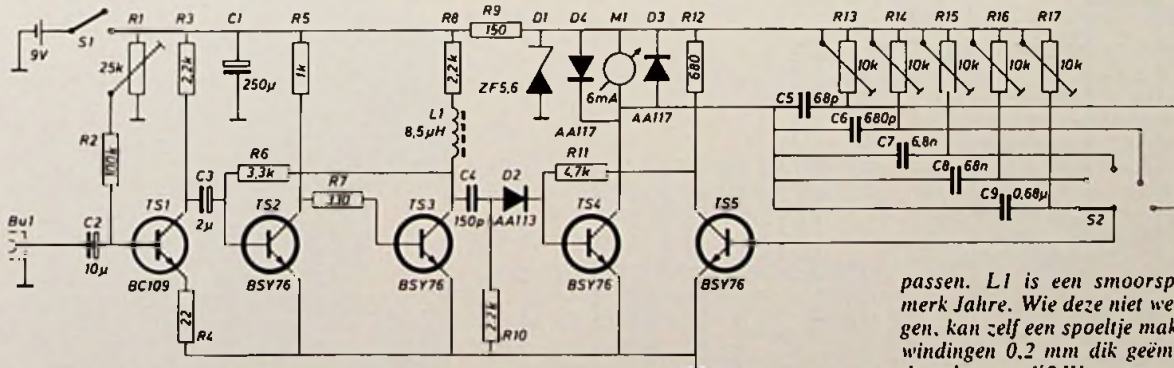 R1 R3 C1 R5 R8 R9 D1 D4 M1 D3 R12 R13 R14 R15 R16 R17
S1
9V
25k
2,2k
250µ
1k
2,2k
150
ZF5,6
6mA
680
10k 10k 10k 10k 10k
L1
8,5µH
AA117 AA117
C5 68p
C6 680p
C7 6,8n
C8 68n
C9 0,68µ
S2
R2
100k
R6
3,3k
C3
2µ
R7
330
C4
150p
D2
AA113
R11
4,7k
Bu1
C2
10µ
TS1
BC109
TS2
BSY76
TS3
BSY76
TS4
BSY76
TS5
BSY76
R4
22
R10
2,2k
passen. L1 is een smoorsp
merk Jahre. Wie deze niet we
gen, kan zelf een spoeltje mak
windingen 0,2 mm dik geëm